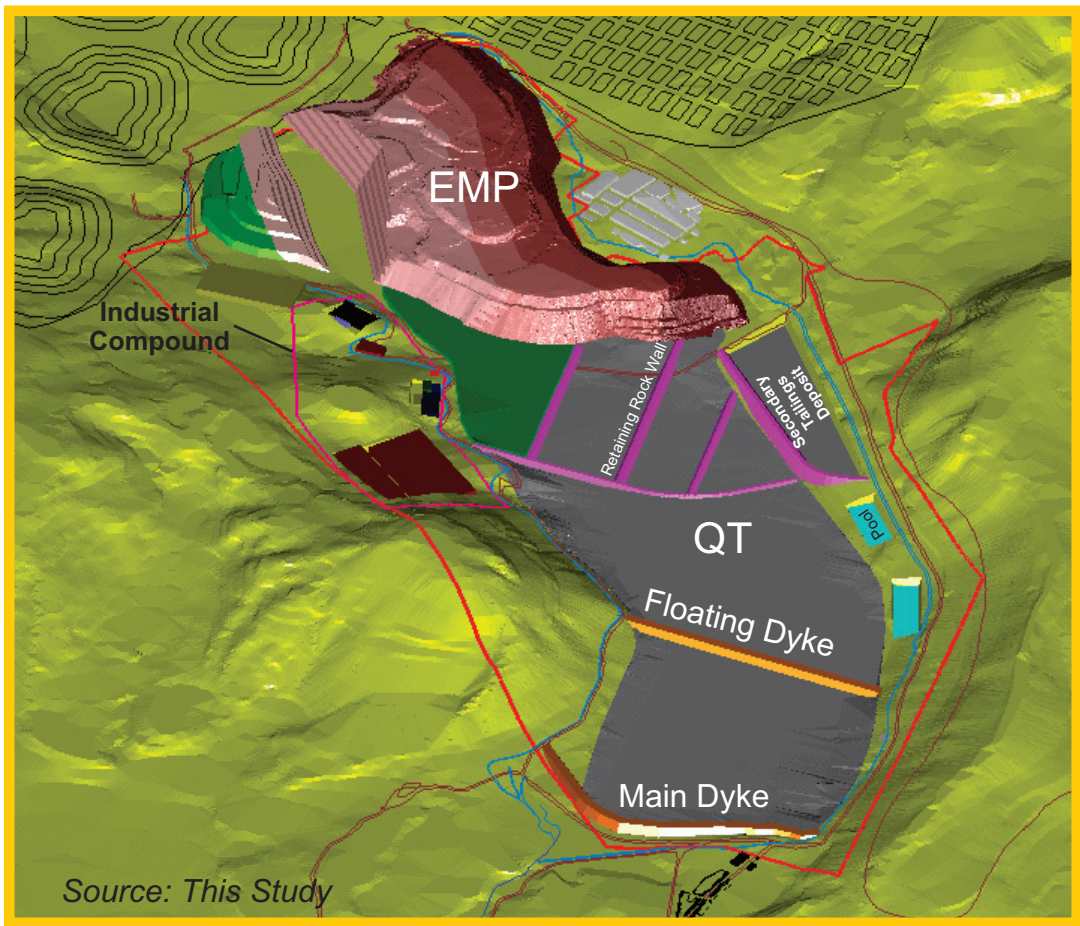 EMP
Industrial
Compound
Retaining Rock Wall
Secondary
Tailings
Deposit
QT
Pool
Floating Dyke
Main Dyke
Source: This Study